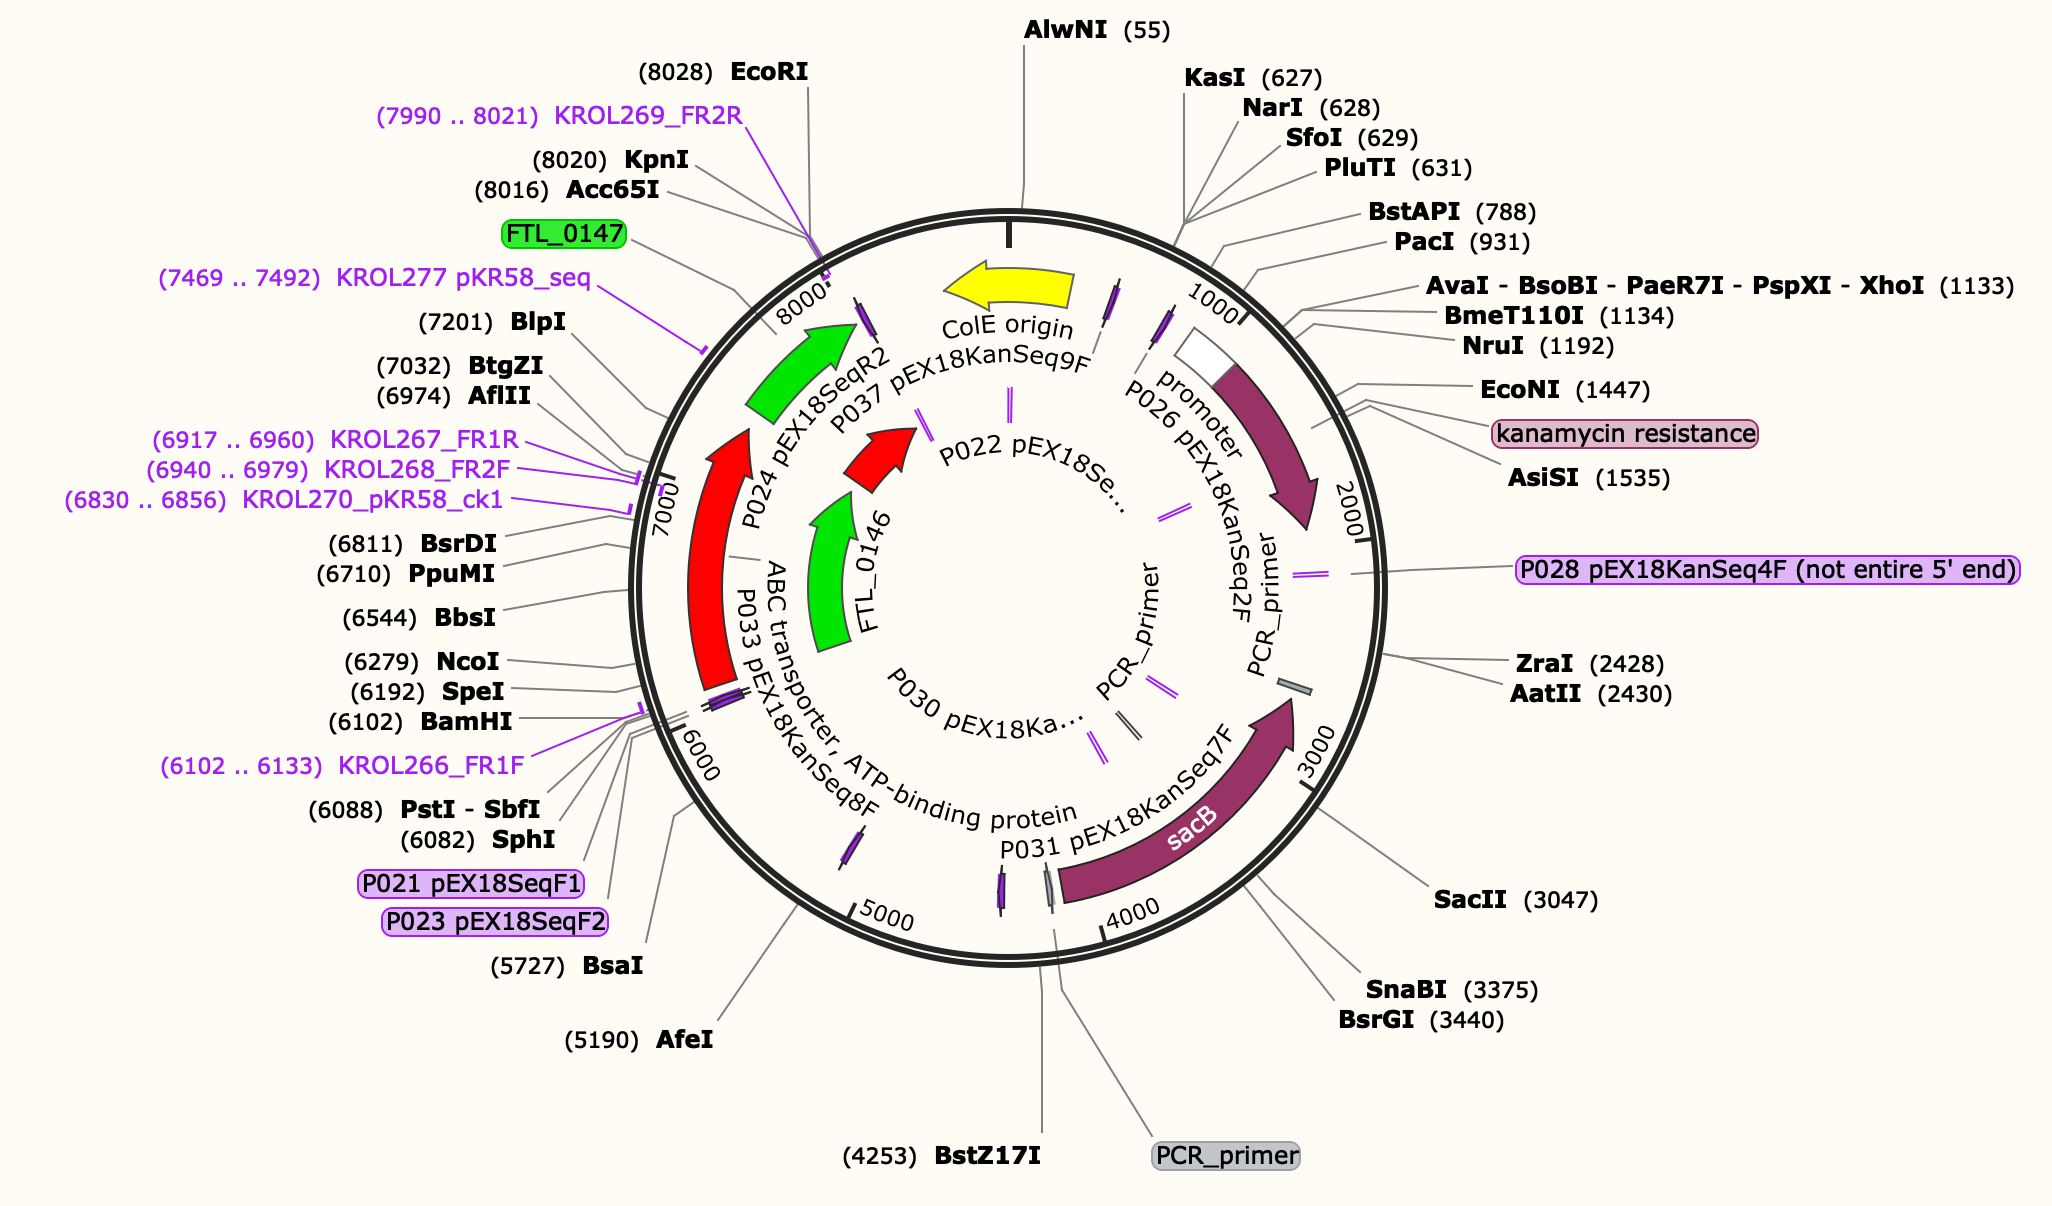 AlwNI (55)
(8028) EcoRI
KasI (627)
(7990 .. 8021) KROL269_FR2R
NarI (628)
SfoI (629)
(8020) KpnI
PluTI (631)
(8016) Acc65I
BstAPI (788)
FTL_0147
PacI (931)
(7469 .. 7492) KROL277 pKR58_seq
AvaI - BsoBI - PaeR7I - PspXI - XhoI (1133)
(7201) BlpI
BmeT110I (1134)
NruI (1192)
(7032) BtgZI
(6974) AflII
EcoNI (1447)
(6917 .. 6960) KROL267_FR1R
kanamycin resistance
(6940 .. 6979) KROL268_FR2F
AsiSI (1535)
(6830 .. 6856) KROL270_pKR58_ck1
(6811) BsrDI
(6710) PpuMI
P028 pEX18KanSeq4F (not entire 5' end)
(6544) BbsI
(6279) NcoI
ZraI (2428)
(6192) SpeI
AatII (2430)
(6102) BamHI
(6102 .. 6133) KROL266_FR1F
(6088) PstI - SbfI
(6082) SphI
P021 pEX18SeqF1
SacII (3047)
P023 pEX18SeqF2
(5727) BsaI
SnaBI (3375)
BsrGI (3440)
(5190) AfeI
(4253) BstZ17I
PCR_primer
1000
2000
3000
4000
5000
6000
7000
8000
ColE origin
P037 pEX18KanSeq9F
P024 pEX18SeqR2
P022 pEX18Se...
promoter
P026 pEX18KanSeq2F
PCR_primer
PCR_primer
FTL_0146
ABC transporter, ATP-binding protein
P033 pEX18KanSeq8F
P030 pEX18Ka...
P031 pEX18KanSeq7F
sacB